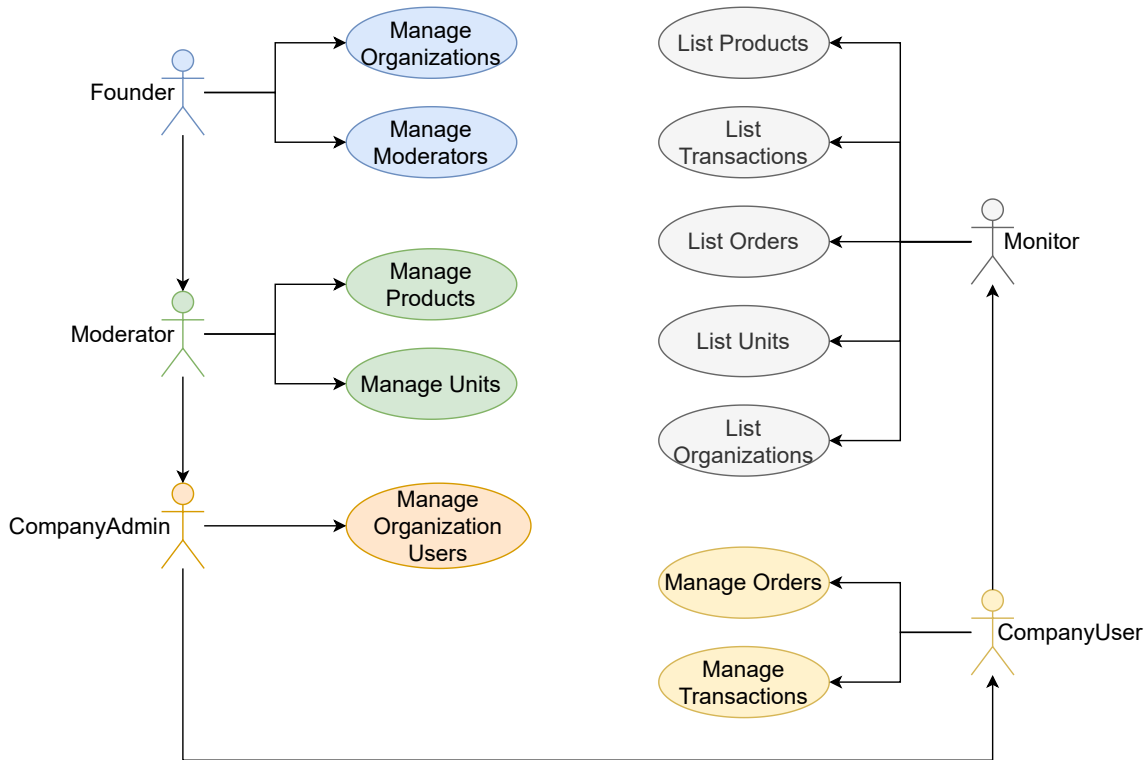 Manage
Organizations
Founder
Manage
Moderators
Manage
Products
Moderator
Manage Units
Manage
Organization
Users
CompanyAdmin
List Products
List
Transactions
List Orders
Monitor
List Units
List
Organizations
Manage Orders
CompanyUser
Manage
Transactions